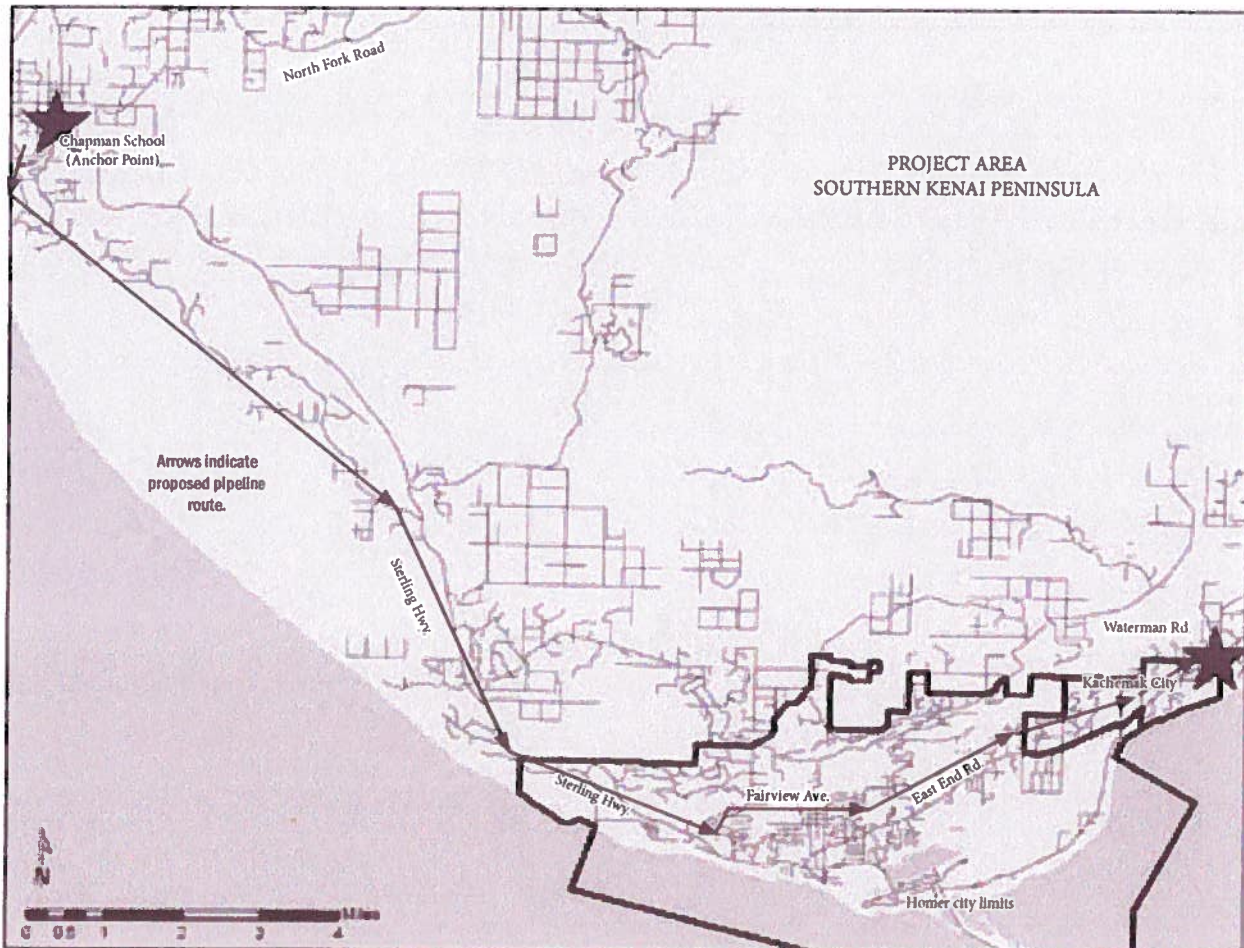 North Fork Road
Chapman School
(Anchor Point)
PROJECT AREA
SOUTHERN KENAI PENINSULA
Arrows indicate
proposed pipeline
route.
Sterling Hwy.
Waterman Rd.
Kachemak City
East End Rd.
Fairview Ave.
Sterling Hwy.
Homer city limits
Miles
0 0.5 1 2 3 4